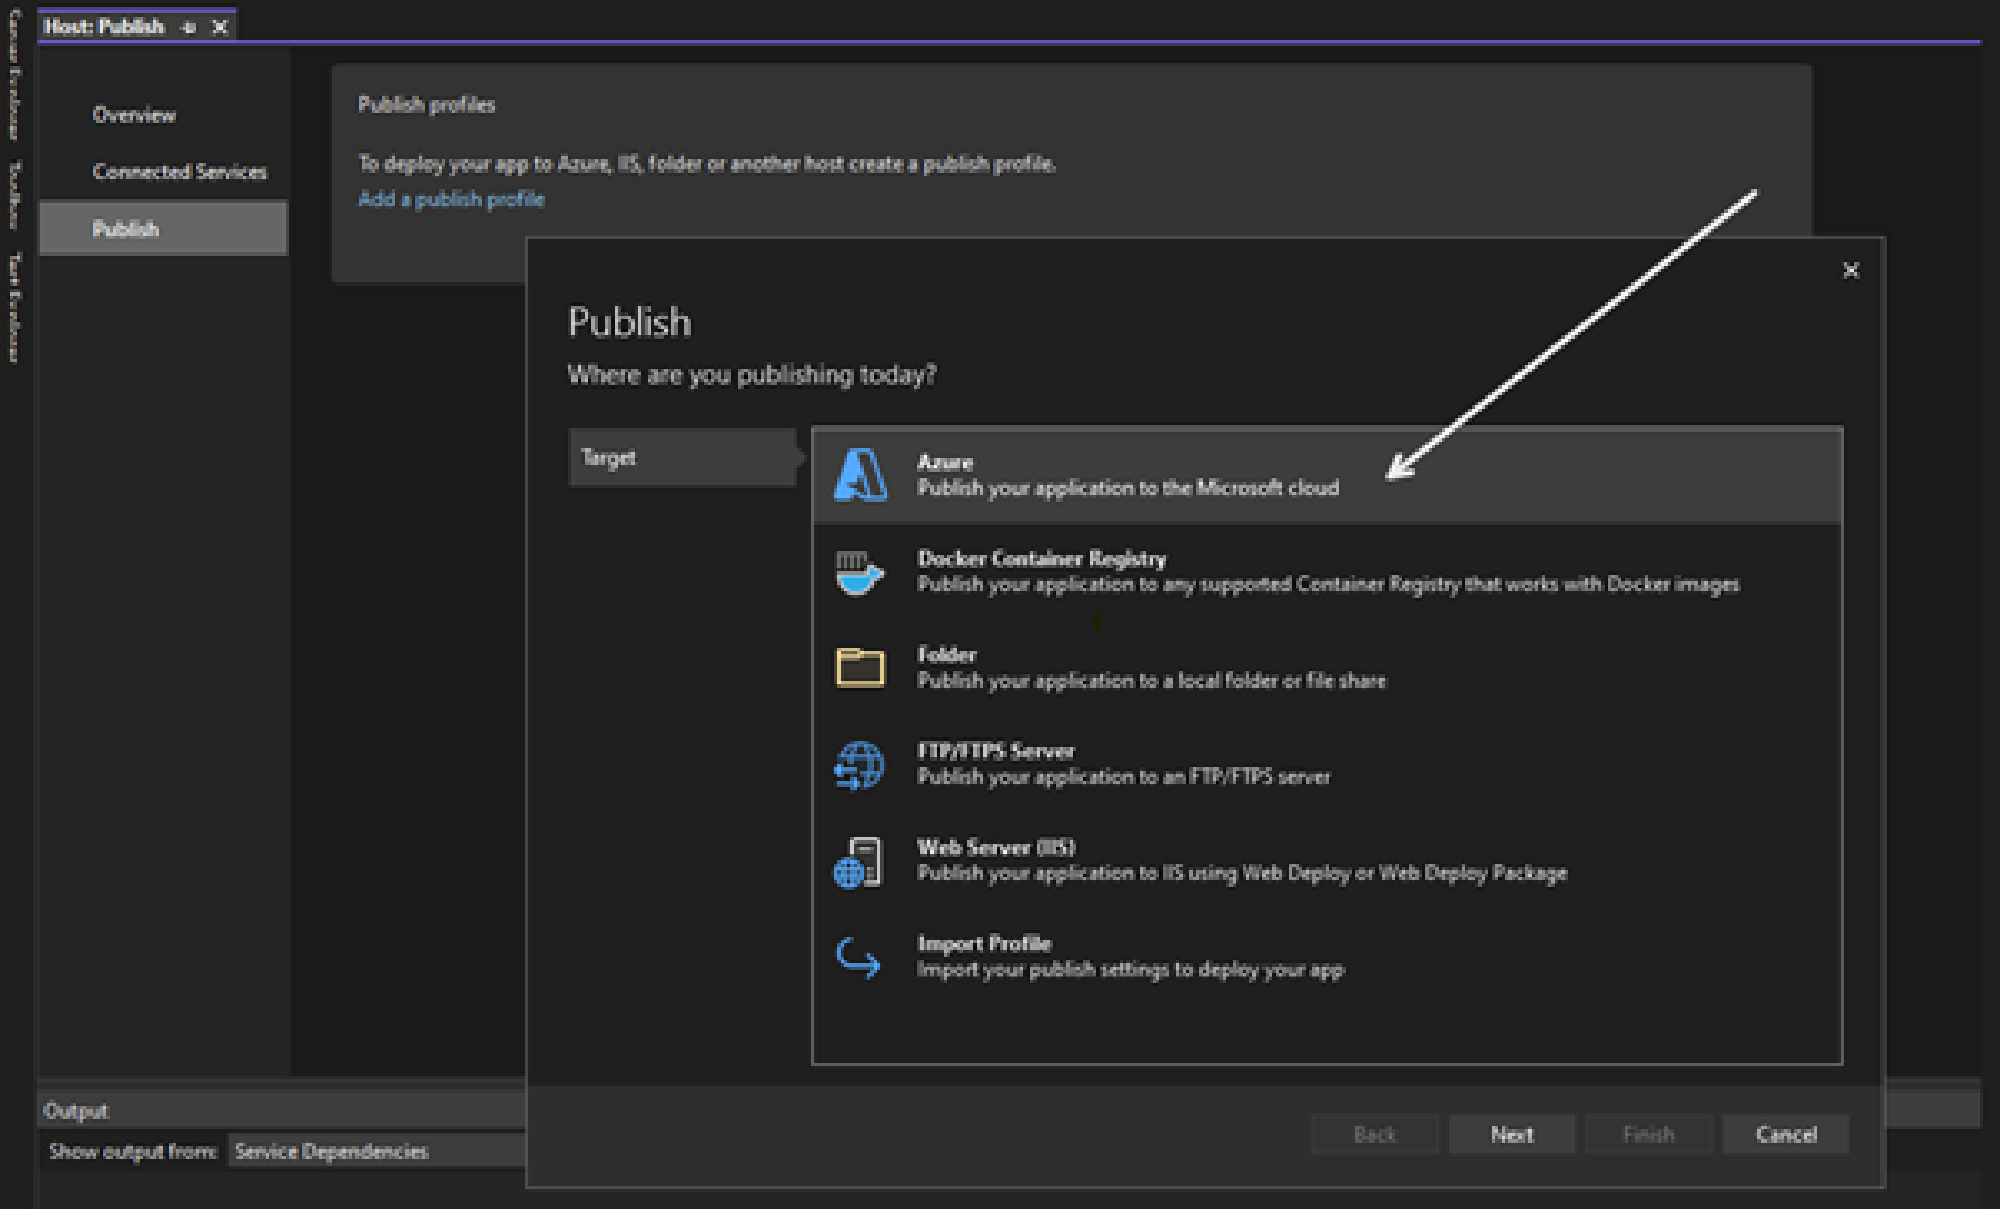 Host: Publish
Overview
Connected Services
Publish
Publish profiles
To deploy your app to Azure, IIS, folder or another host create a publish profile.
Add a publish profile
Publish
Where are you publishing today?
Target
Azure
Publish your application to the Microsoft cloud
Docker Container Registry
Publish your application to any supported Container Registry that works with Docker images
Folder
Publish your application to a local folder or file share
FTP/FTPS Server
Publish your application to an FTP/FTPS server
Web Server (IIS)
Publish your application to IIS using Web Deploy or Web Deploy Package
Import Profile
Import your publish settings to deploy your app
Back
Next
Finish
Cancel
Output
Show output from:
Service Dependencies
Toolbox
Test Explorer